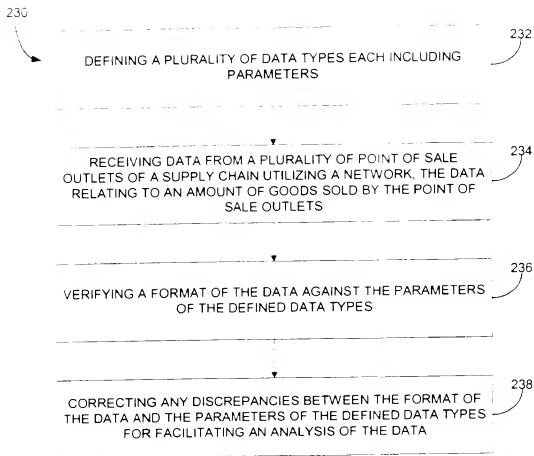 230
232
DEFINING A PLURALITY OF DATA TYPES EACH INCLUDING
PARAMETERS
234
RECEIVING DATA FROM A PLURALITY OF POINT OF SALE
OUTLETS OF A SUPPLY CHAIN UTILIZING A NETWORK, THE DATA
RELATING TO AN AMOUNT OF GOODS SOLD BY THE POINT OF
SALE OUTLETS
236
VERIFYING A FORMAT OF THE DATA AGAINST THE PARAMETERS
OF THE DEFINED DATA TYPES
238
CORRECTING ANY DISCREPANCIES BETWEEN THE FORMAT OF
THE DATA AND THE PARAMETERS OF THE DEFINED DATA TYPES
FOR FACILITATING AN ANALYSIS OF THE DATA